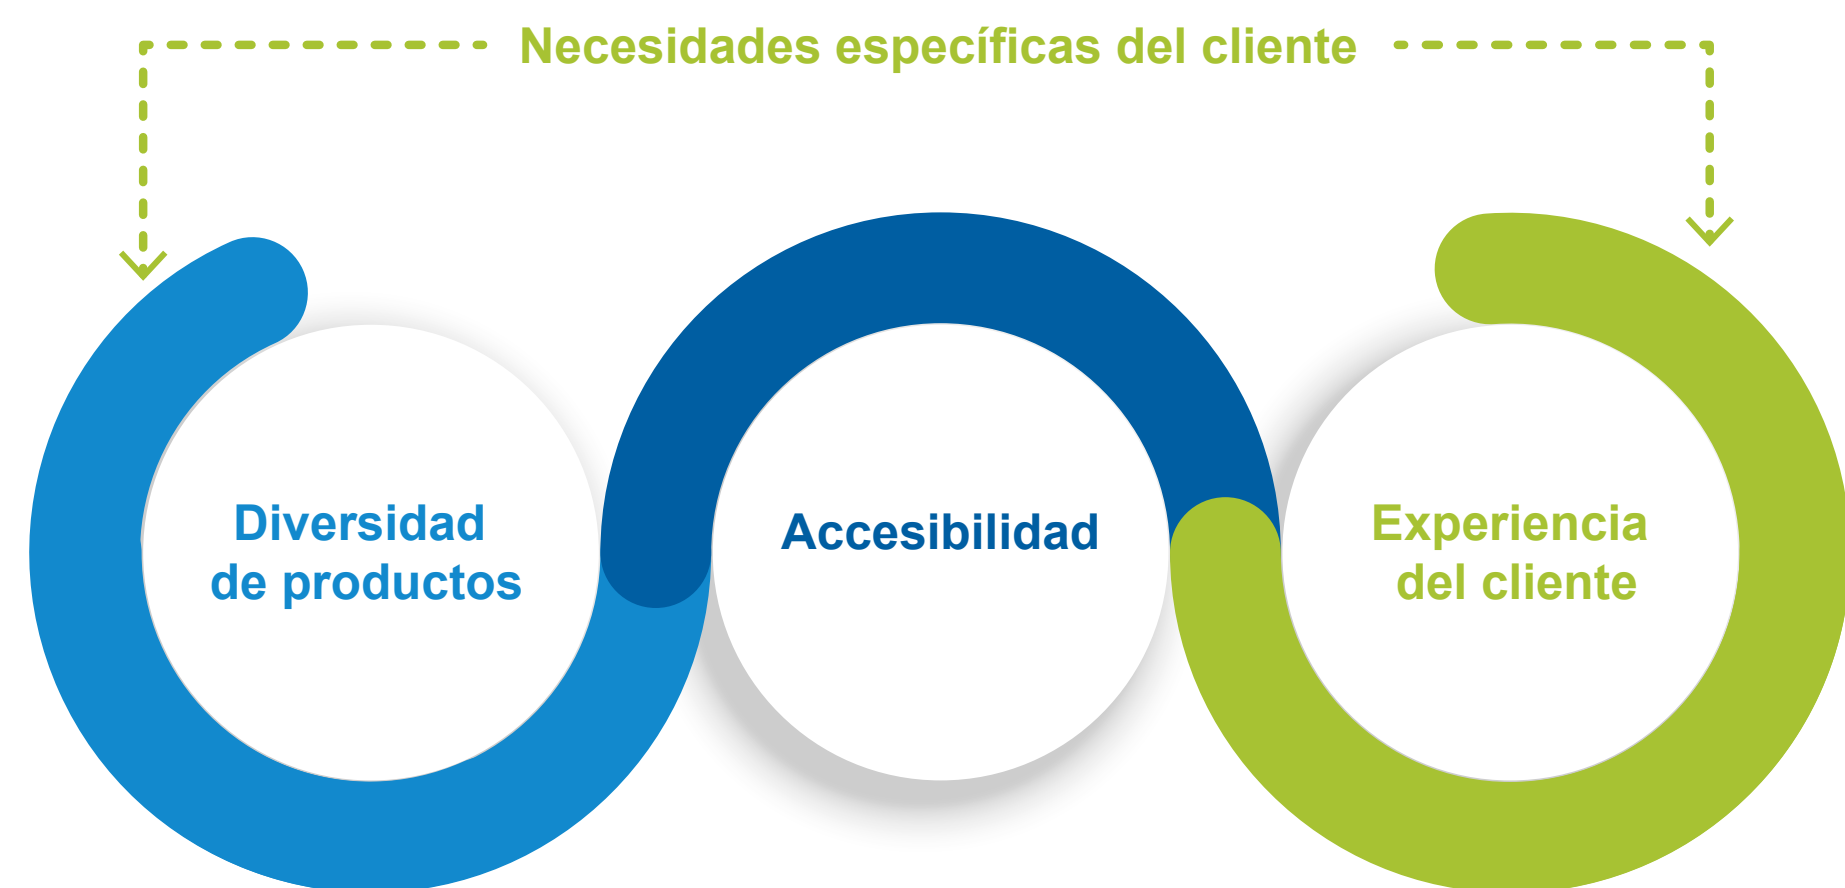 Necesidades específicas del cliente
Diversidad
de productos
Accesibilidad
Experiencia
del cliente